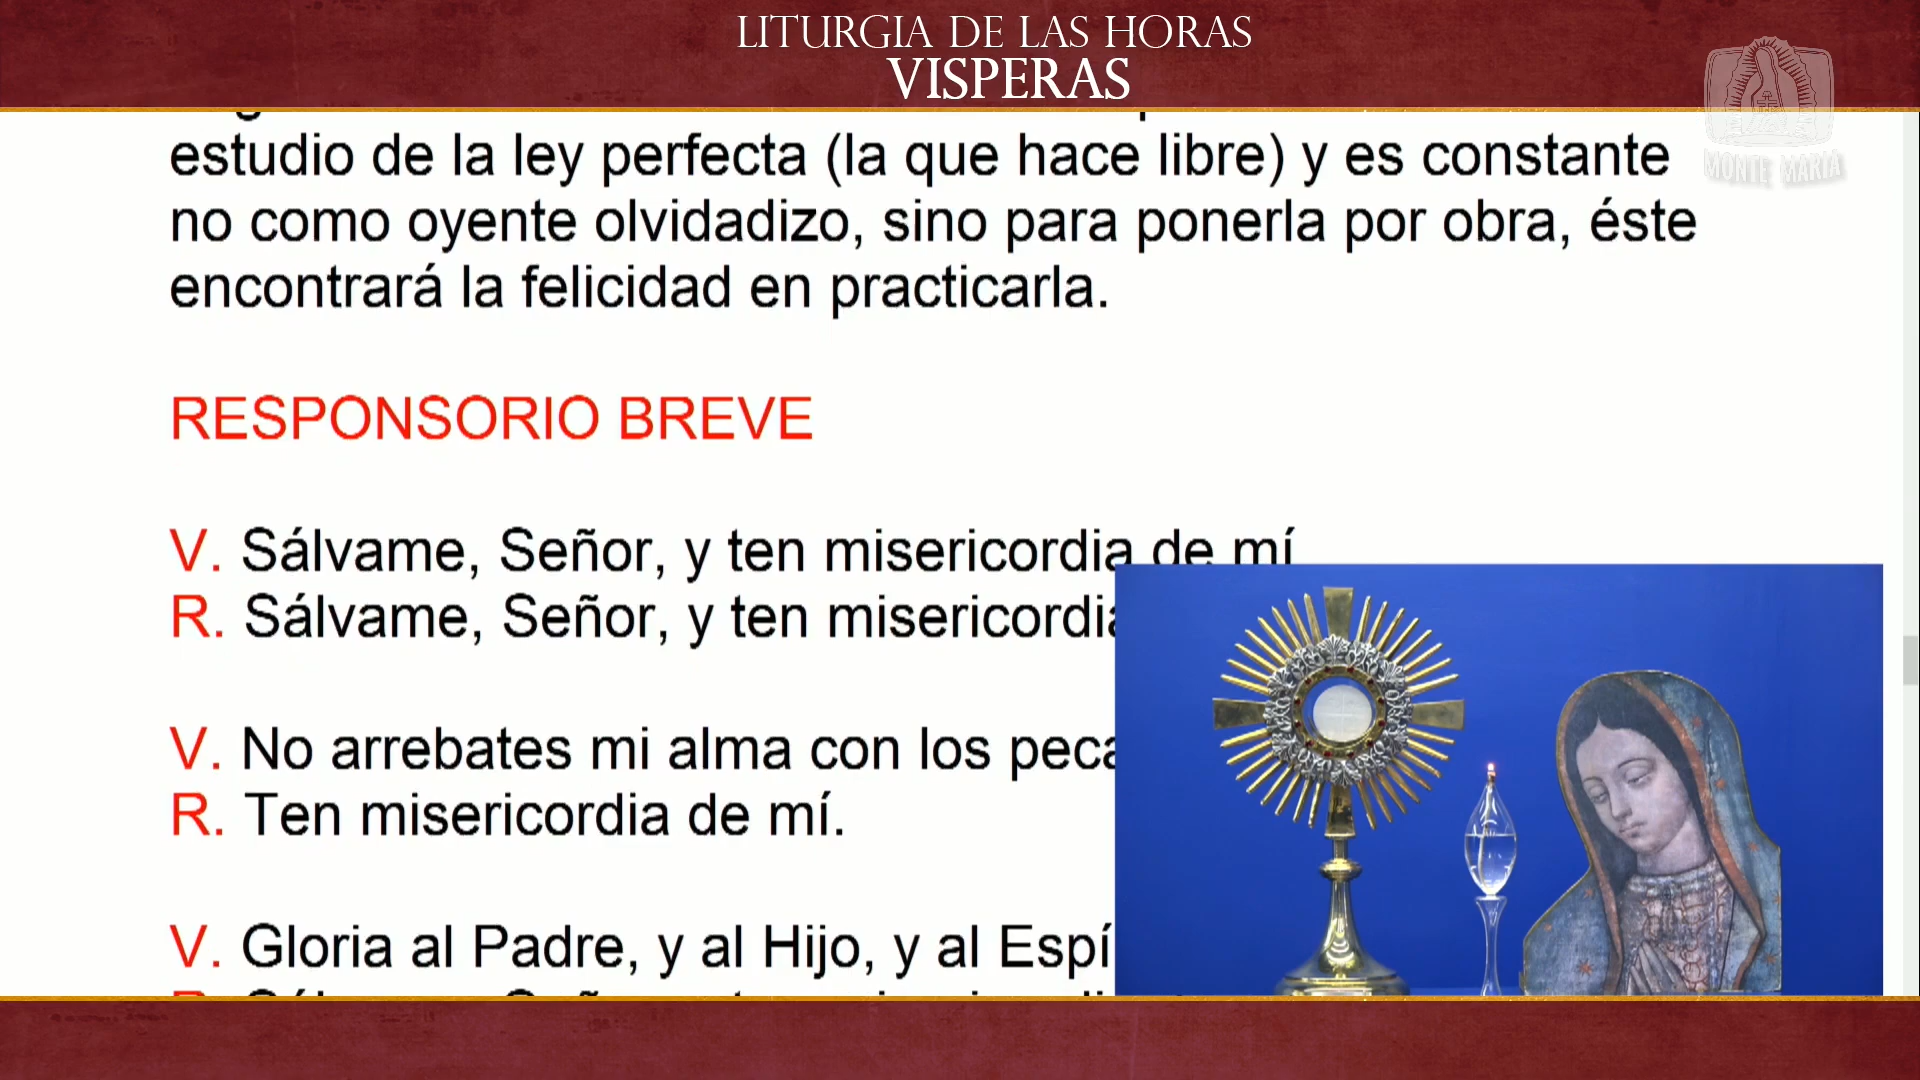 LITURGIA DE LAS HORAS
VISPERAS
MONTE MARÍA
estudio de la ley perfecta (la que hace libre) y es constante
no como oyente olvidadizo, sino para ponerla por obra, éste
encontrará la felicidad en practicarla.
RESPONSORIO BREVE
V. Sálvame, Señor, y ten misericordia de mí
R. Sálvame, Señor, y ten misericordia
V. No arrebates mi alma con los peca
R. Ten misericordia de mí.
V. Gloria al Padre, y al Hijo, y al Espí